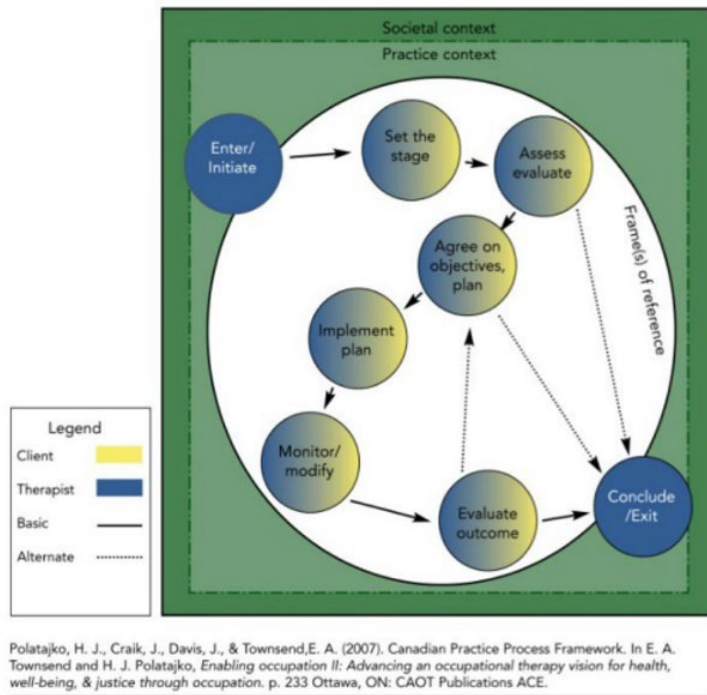 Societal context
Practice context
Enter/
Initiate
Set the
stage
Assess
evaluate
Agree on
objectives,
plan
Frame(s) of reference
Implement
plan
Monitor/
modify
Evaluate
outcome
Conclude
/Exit
Legend
Client
Therapist
Basic
Alternate
Polatajko, H. J., Craik, J., Davis, J., & Townsend,E. A. (2007). Canadian Practice Process Framework. In E. A.
Townsend and H. J. Polatajko, Enabling occupation II: Advancing an occupational therapy vision for health,
well-being, & justice through occupation. p. 233 Ottawa, ON: CAOT Publications ACE.